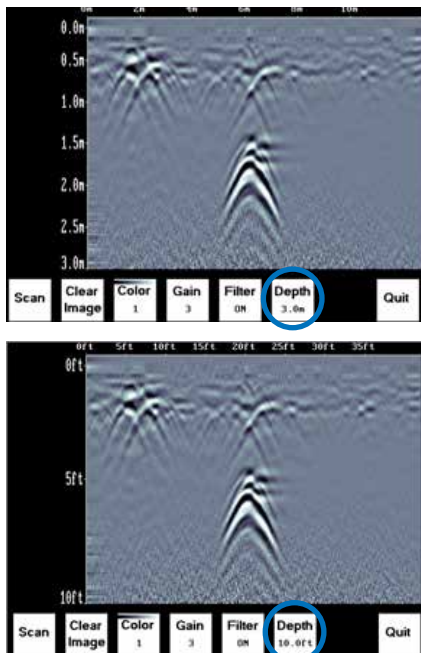 0m 2m 4m 6m 8m 10m
0.0m
0.5m
1.0m
1.5m
2.0m
2.5m
3.0m
Scan Clear Image Color 1 Gain 3 Filter ON Depth 3.0m Quit
0ft 5ft 10ft 15ft 20ft 25ft 30ft 35ft
0ft
5ft
10ft
Scan Clear Image Color 1 Gain 3 Filter ON Depth 10.0ft Quit